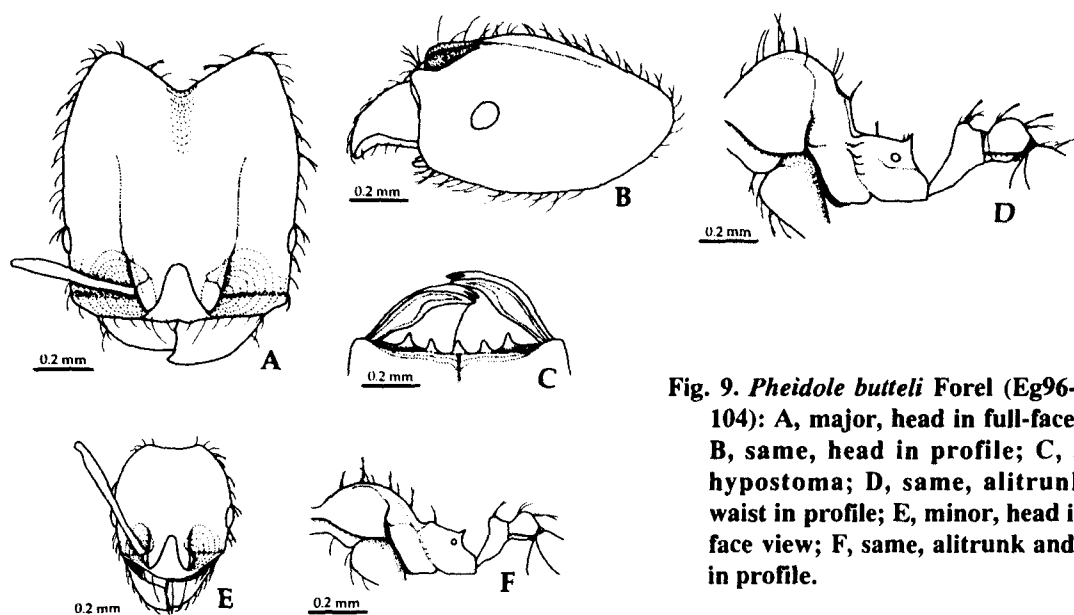 A
0.2 mm
B
0.2 mm
D
0.2 mm
C
0.2 mm
E
0.2 mm
F
0.2 mm
Fig. 9. Pheidole butteli Forel (Eg96-
104): A, major, head in full-face
B, same, head in profile; C,
hypostoma; D, same, alitrunk
waist in profile; E, minor, head
face view; F, same, alitrunk and
in profile.